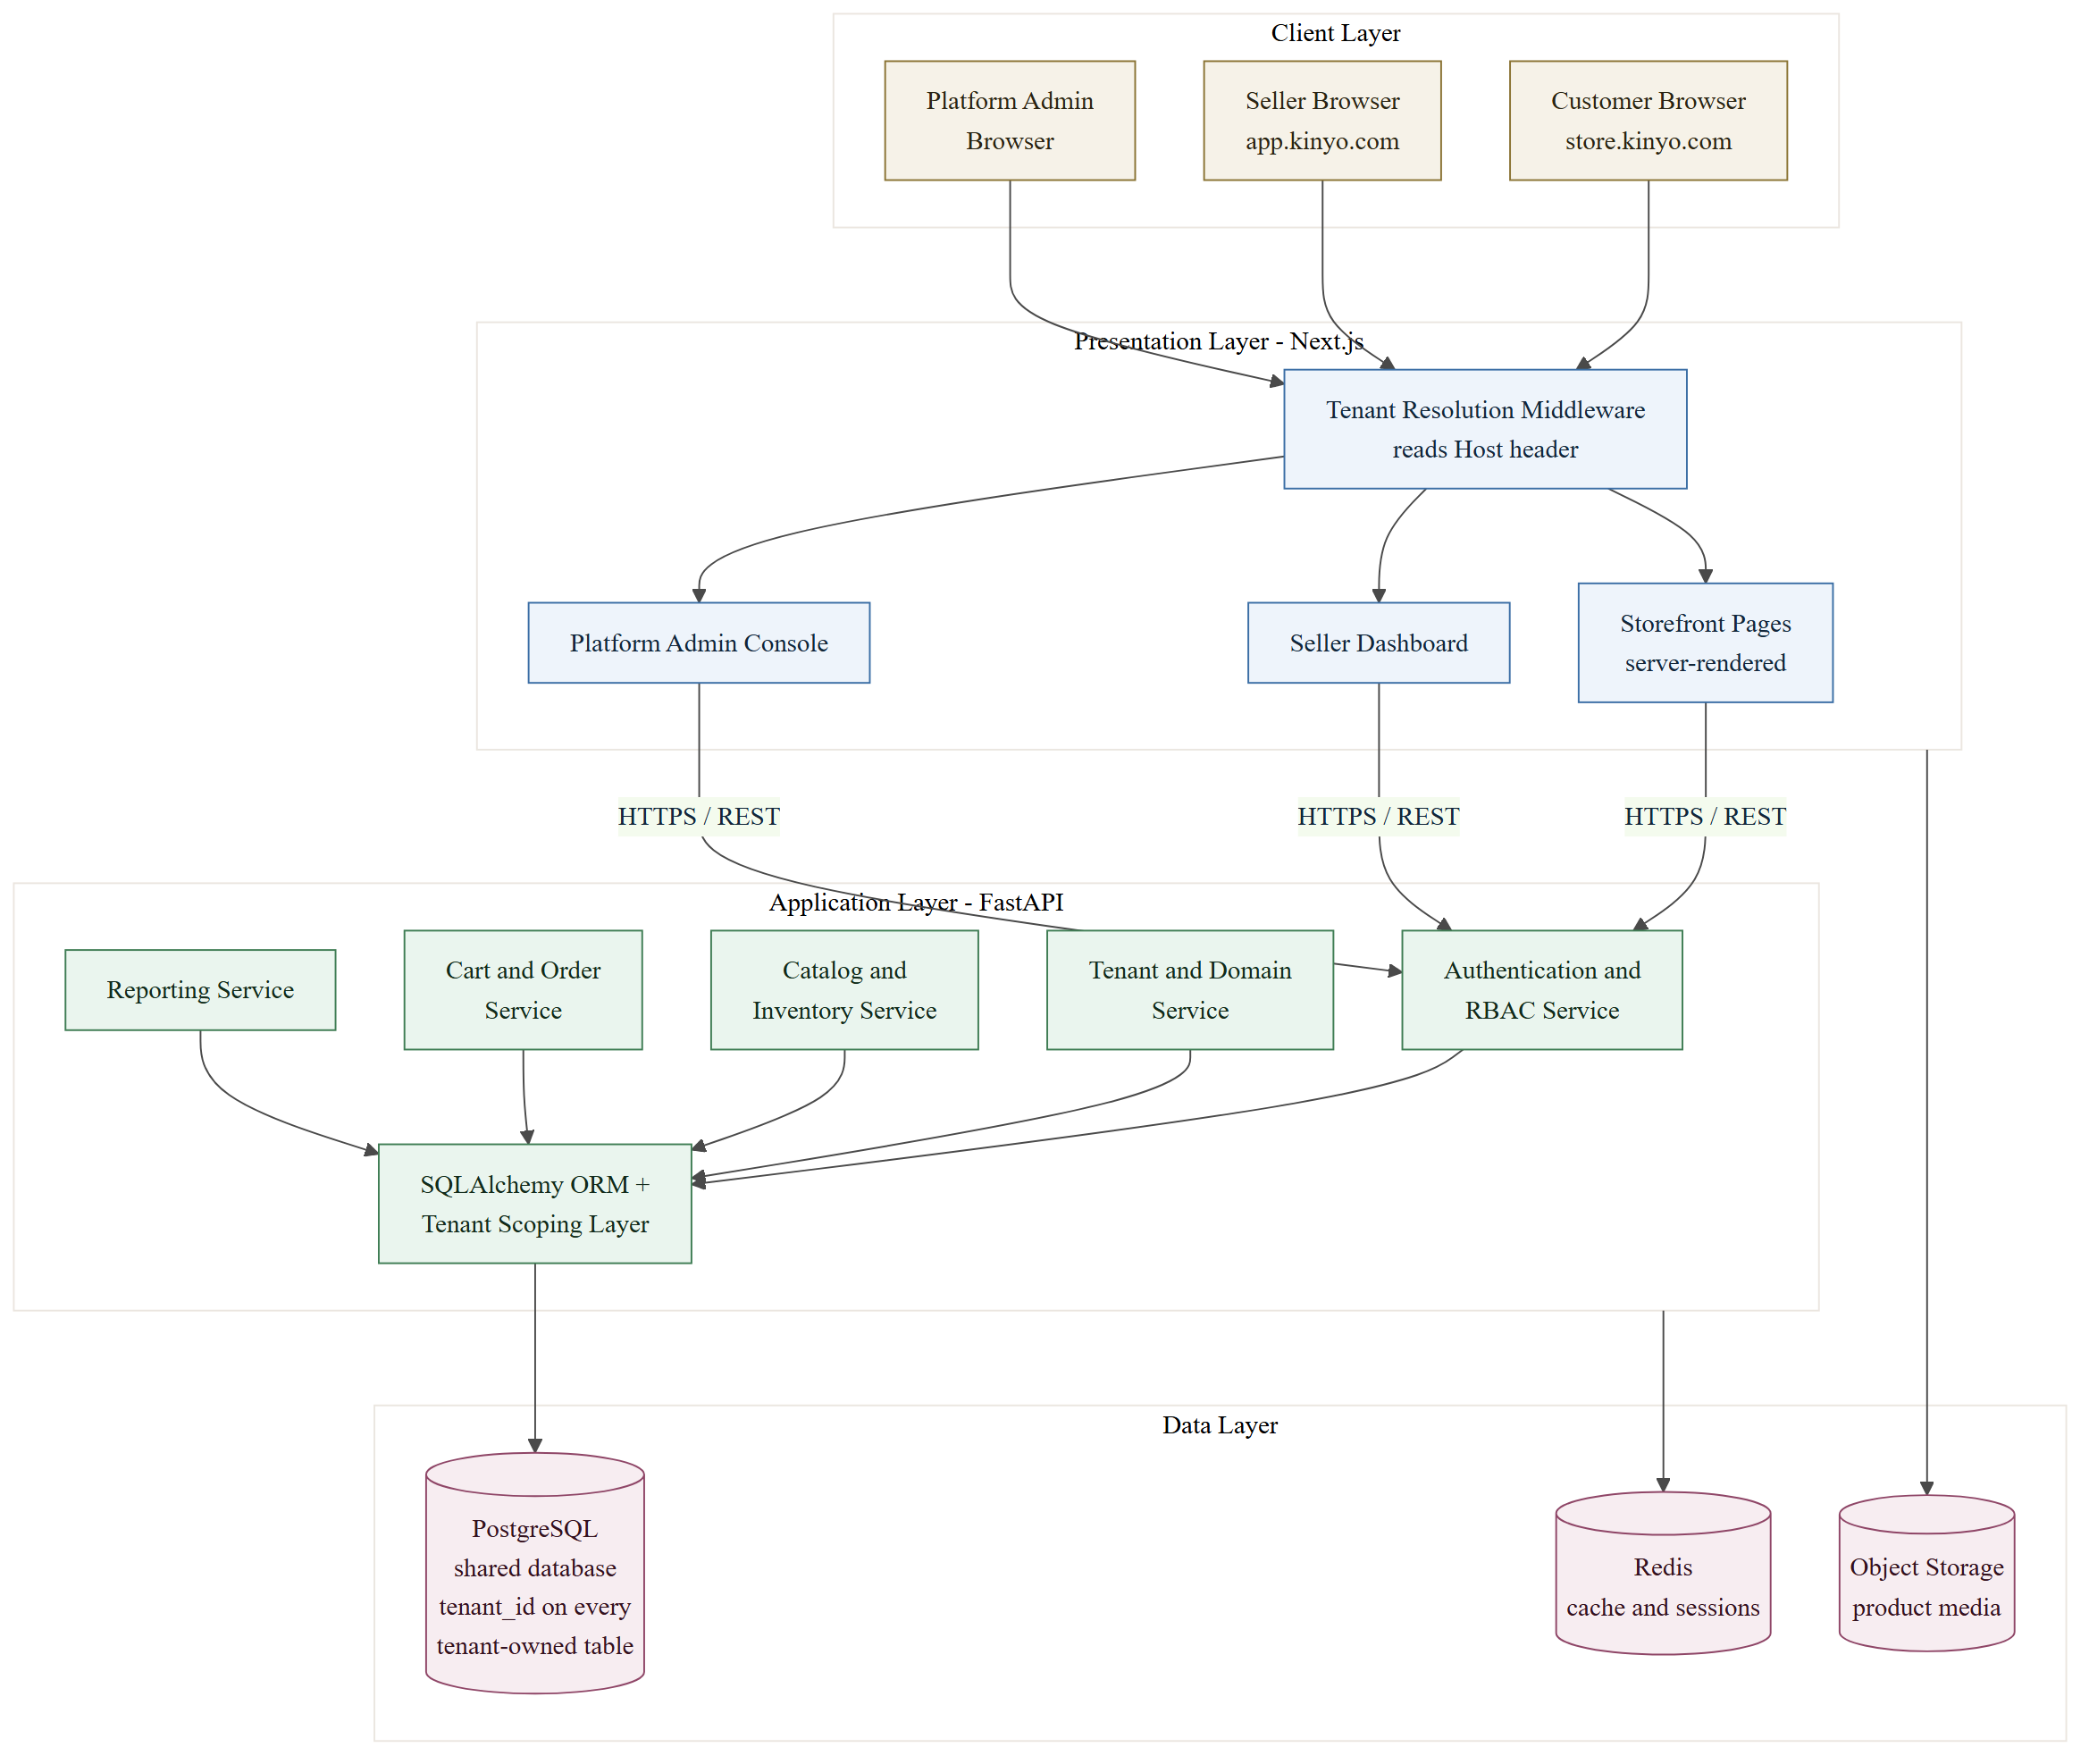 Client Layer
Platform Admin
Browser
Seller Browser
app.kinyo.com
Customer Browser
store.kinyo.com
Presentation Layer - Next.js
Tenant Resolution Middleware
reads Host header
Platform Admin Console
Seller Dashboard
Storefront Pages
server-rendered
HTTPS / REST
HTTPS / REST
HTTPS / REST
Application Layer - FastAPI
Reporting Service
Cart and Order
Service
Catalog and
Inventory Service
Tenant and Domain
Service
Authentication and
RBAC Service
SQLAlchemy ORM +
Tenant Scoping Layer
Data Layer
PostgreSQL
shared database
tenant_id on every
tenant-owned table
Redis
cache and sessions
Object Storage
product media